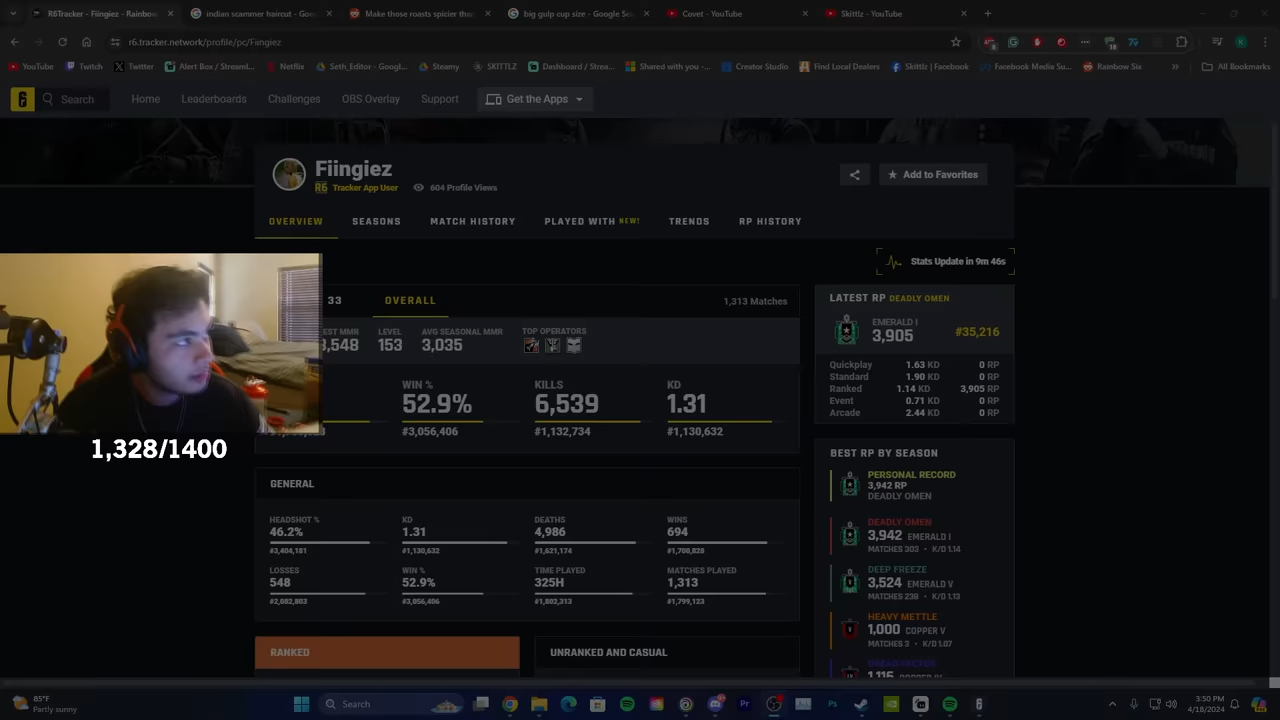 R6Tracker - Fiingiez - Rainbow
indian scammer haircut - Goo
Make those roasts spicier than
big gulp cup size - Google Sea
Covet - YouTube
Skittlz - YouTube
r6.tracker.network/profile/pc/Fiingiez
YouTube
Twitch
Twitter
Alert Box / Streaml...
Netflix
Seth_Editor - Googl...
Steamy
SKITTLZ
Dashboard / Strea...
Shared with you -...
Creator Studio
Find Local Dealers
Skittlz | Facebook
Facebook Media Su...
Rainbow Six
All Bookmarks
Search
Home
Leaderboards
Challenges
OBS Overlay
Support
Get the Apps
Fiingiez
R6 Tracker App User
604 Profile Views
Add to Favorites
OVERVIEW
SEASONS
MATCH HISTORY
PLAYED WITH NEW!
TRENDS
RP HISTORY
Stats Update in 9m 46s
33
OVERALL
1,313 Matches
EST MMR
3,548
LEVEL
153
AVG SEASONAL MMR
3,035
TOP OPERATORS
WIN %
52.9%
#3,056,406
KILLS
6,539
#1,132,734
KD
1.31
#1,130,632
1,328/1400
GENERAL
HEADSHOT %
46.2%
#3,404,181
KD
1.31
#1,130,632
DEATHS
4,986
#1,621,174
WINS
694
#1,708,828
LOSSES
548
#2,082,803
WIN %
52.9%
#3,056,406
TIME PLAYED
325H
#1,802,313
MATCHES PLAYED
1,313
#1,799,123
RANKED
UNRANKED AND CASUAL
LATEST RP DEADLY OMEN
EMERALD I
3,905
#35,216
Quickplay 1.63 KD 0 RP
Standard 1.90 KD 0 RP
Ranked 1.14 KD 3,905 RP
Event 0.71 KD 0 RP
Arcade 2.44 KD 0 RP
BEST RP BY SEASON
PERSONAL RECORD
3,942 RP
DEADLY OMEN
DEADLY OMEN
3,942 EMERALD I
MATCHES 303 • K/D 1.14
DEEP FREEZE
3,524 EMERALD V
MATCHES 238 • K/D 1.13
HEAVY METTLE
1,000 COPPER V
MATCHES 3 • K/D 1.07
85°F
Partly sunny
Search
3:50 PM
4/18/2024